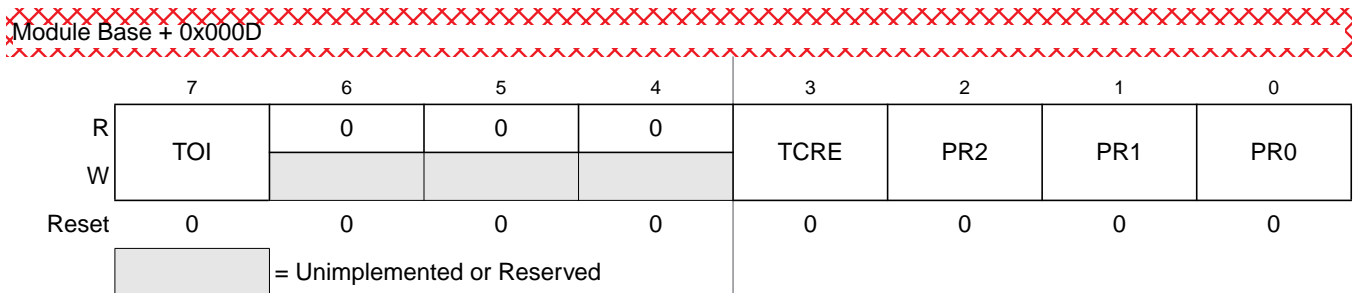 Module Base + 0x000D
7 6 5 4 3 2 1 0
R 0 0 0
TOI TCRE PR2 PR1 PR0
W
Reset 0 0 0 0 0 0 0 0
= Unimplemented or Reserved